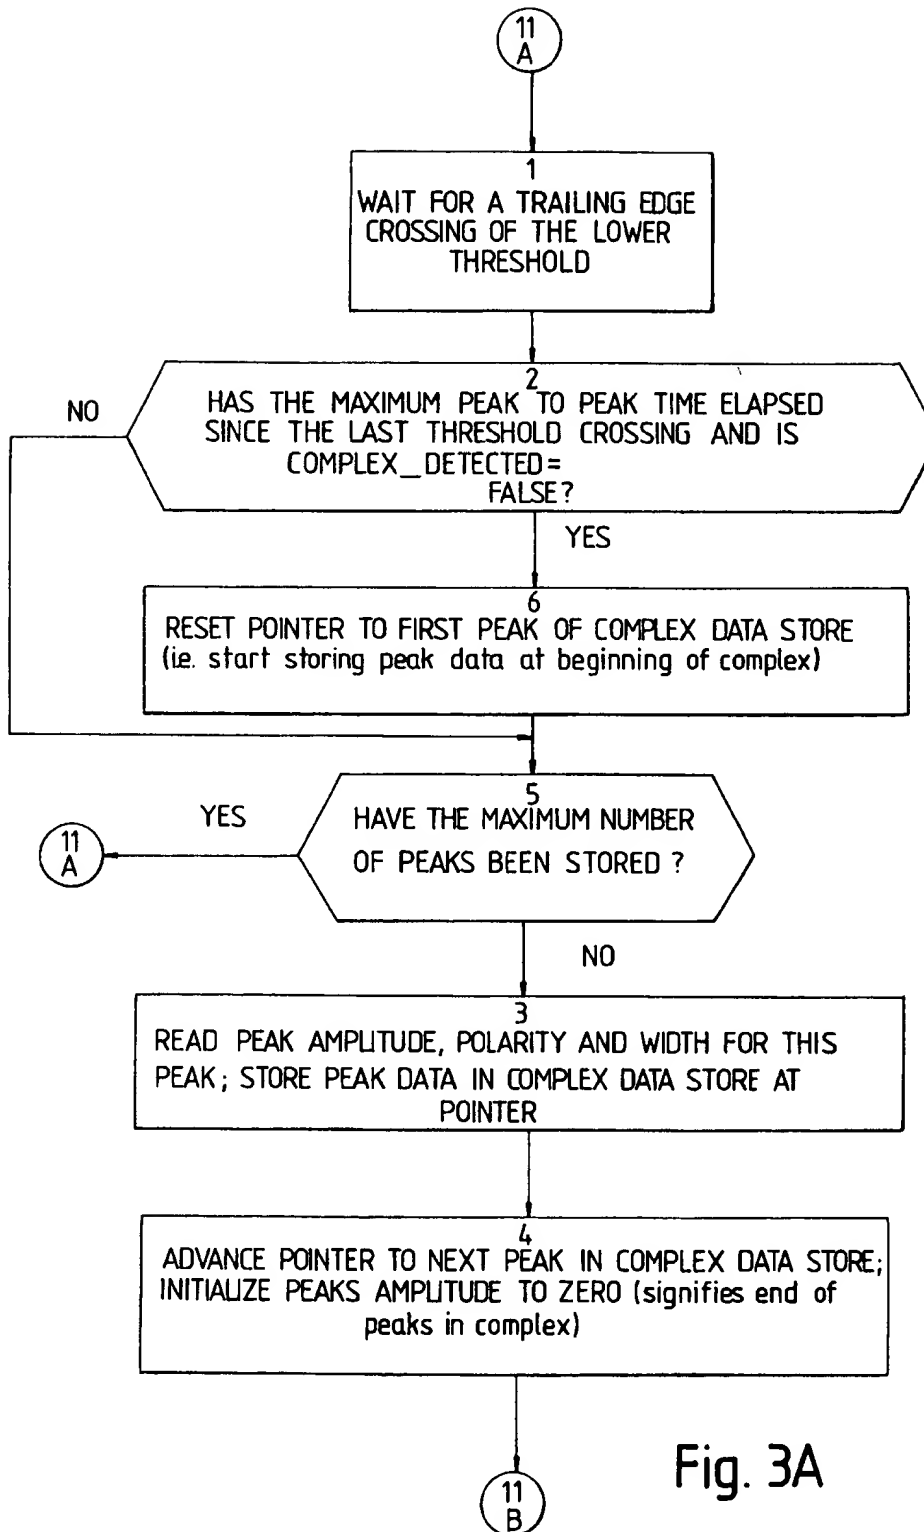 11
A
1
WAIT FOR A TRAILING EDGE
CROSSING OF THE LOWER
THRESHOLD
2
HAS THE MAXIMUM PEAK TO PEAK TIME ELAPSED
SINCE THE LAST THRESHOLD CROSSING AND IS
COMPLEX_DETECTED=
FALSE?
NO
YES
6
RESET POINTER TO FIRST PEAK OF COMPLEX DATA STORE
(i.e. start storing peak data at beginning of complex)
5
HAVE THE MAXIMUM NUMBER
OF PEAKS BEEN STORED ?
YES
11
A
NO
3
READ PEAK AMPLITUDE, POLARITY AND WIDTH FOR THIS
PEAK; STORE PEAK DATA IN COMPLEX DATA STORE AT
POINTER
4
ADVANCE POINTER TO NEXT PEAK IN COMPLEX DATA STORE;
INITIALIZE PEAKS AMPLITUDE TO ZERO (signifies end of
peaks in complex)
11
B
Fig. 3A